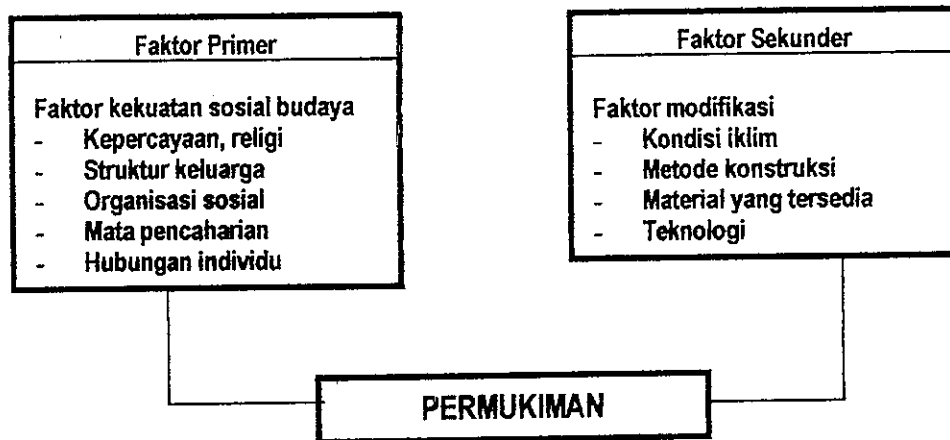 Faktor Primer
Faktor kekuatan sosial budaya
- Kepercayaan, religi
- Struktur keluarga
- Organisasi sosial
- Mata pencaharian
- Hubungan individu
Faktor Sekunder
Faktor modifikasi
- Kondisi iklim
- Metode konstruksi
- Material yang tersedia
- Teknologi
PERMUKIMAN